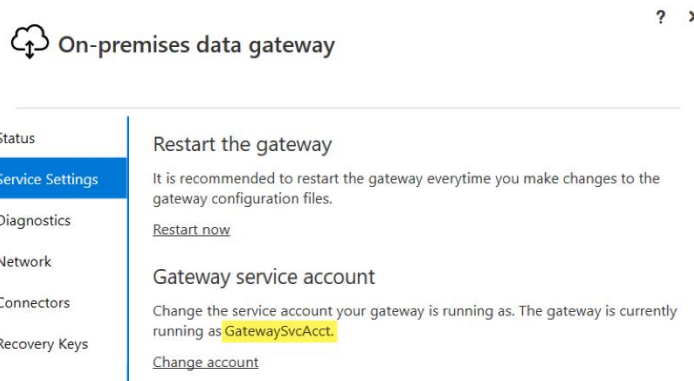 ?
On-premises data gateway
Status
Service Settings
Diagnostics
Network
Connectors
Recovery Keys
Restart the gateway
It is recommended to restart the gateway everytime you make changes to the
gateway configuration files.
Restart now
Gateway service account
Change the service account your gateway is running as. The gateway is currently
running as GatewaySvcAcct.
Change account